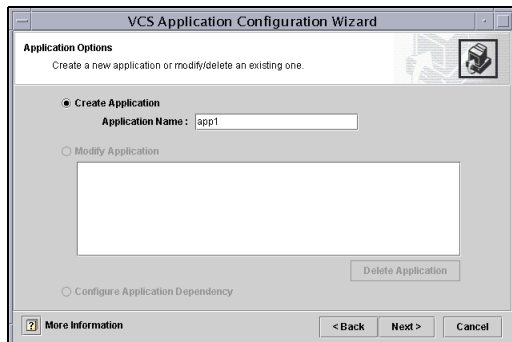 VCS Application Configuration Wizard
Application Options
Create a new application or modify/delete an existing one.
Create Application
Application Name : app1
Modify Application
Delete Application
Configure Application Dependency
? More Information
< Back Next > Cancel